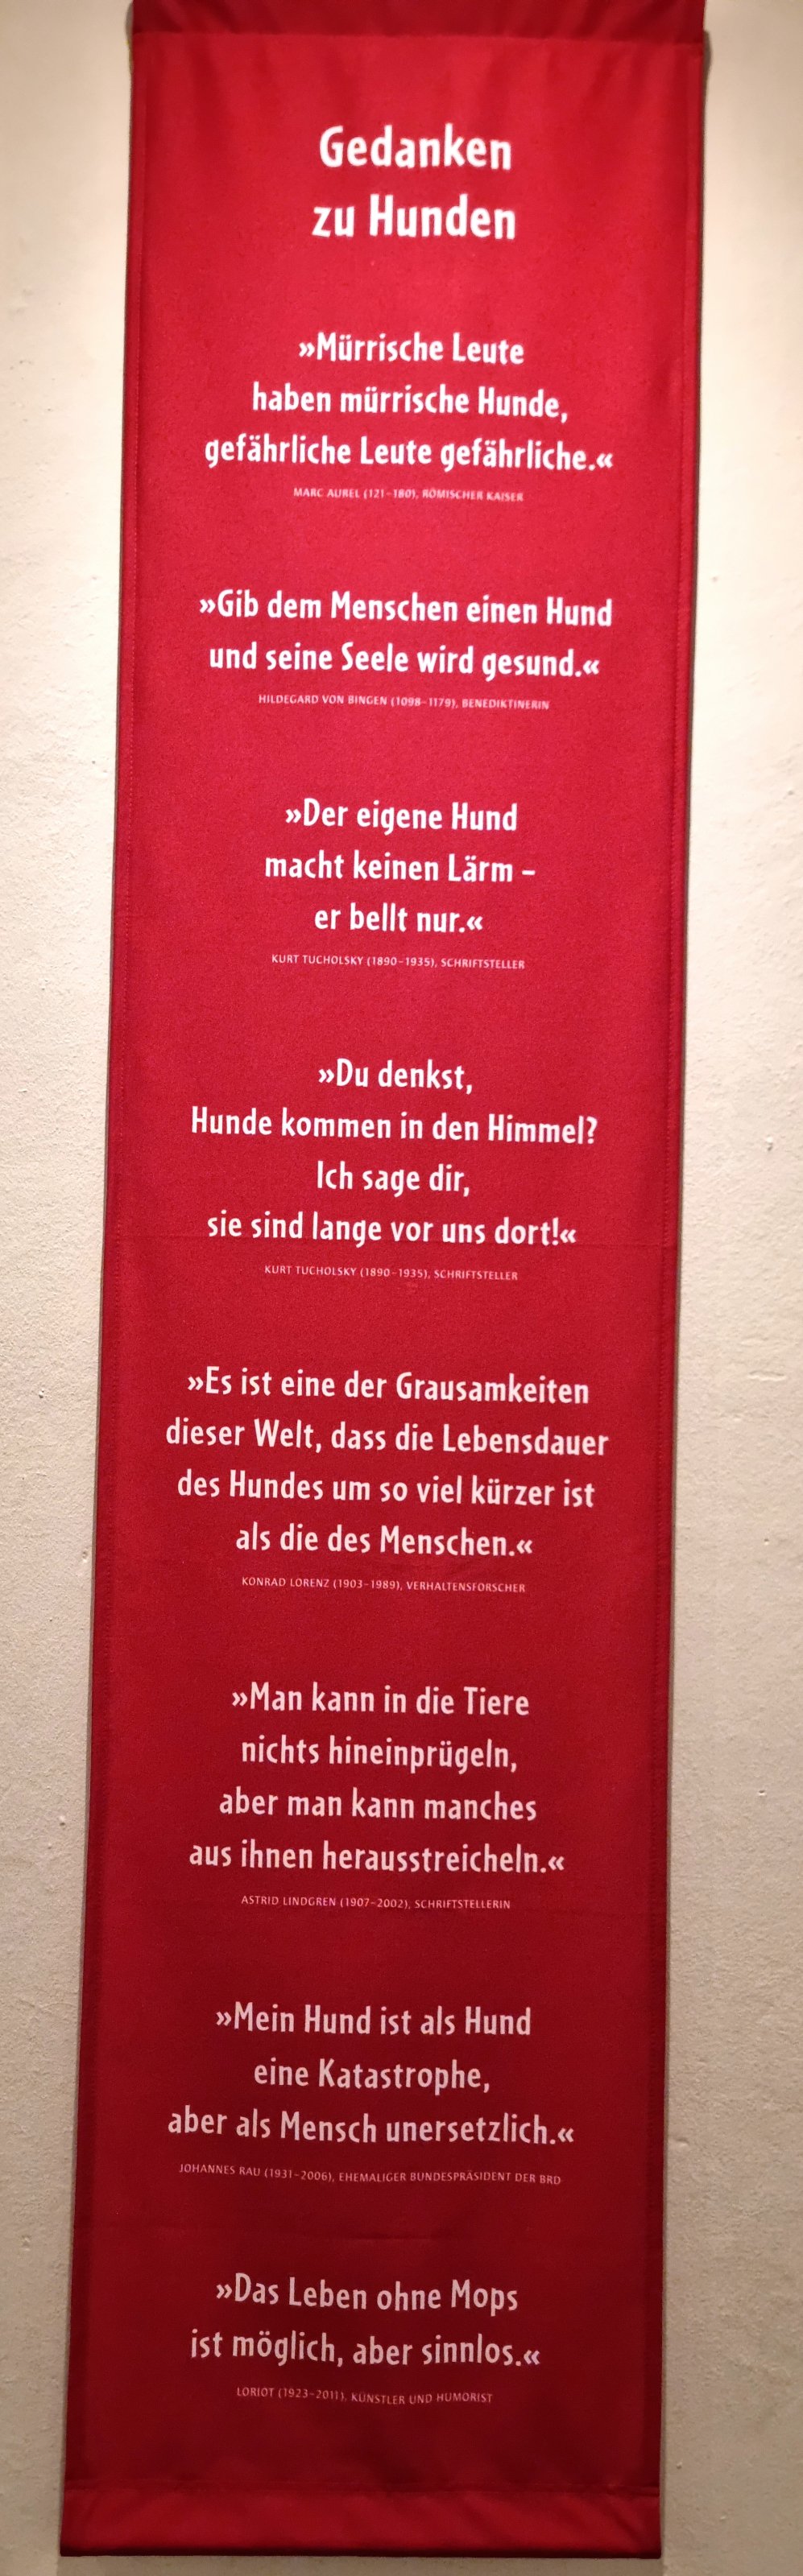 Gedanken
zu Hunden
»Mürrische Leute
haben mürrische Hunde,
gefährliche Leute gefährliche.«
MARC AUREL (121–180), RÖMISCHER KAISER
»Gib dem Menschen einen Hund
und seine Seele wird gesund.«
HILDEGARD VON BINGEN (1098–1179), BENEDIKTINERIN
»Der eigene Hund
macht keinen Lärm –
er bellt nur.«
KURT TUCHOLSKY (1890–1935), SCHRIFTSTELLER
»Du denkst,
Hunde kommen in den Himmel?
Ich sage dir,
sie sind lange vor uns dort!«
KURT TUCHOLSKY (1890–1935), SCHRIFTSTELLER
»Es ist eine der Grausamkeiten
dieser Welt, dass die Lebensdauer
des Hundes um so viel kürzer ist
als die des Menschen.«
KONRAD LORENZ (1903–1989), VERHALTENSFORSCHER
»Man kann in die Tiere
nichts hineinprügeln,
aber man kann manches
aus ihnen herausstreicheln.«
ASTRID LINDGREN (1907–2002), SCHRIFTSTELLERIN
»Mein Hund ist als Hund
eine Katastrophe,
aber als Mensch unersetzlich.«
JOHANNES RAU (1931–2006), EHEMALIGER BUNDESPRÄSIDENT DER BRD
»Das Leben ohne Mops
ist möglich, aber sinnlos.«
LORIOT (1923–2011), KÜNSTLER UND HUMORIST